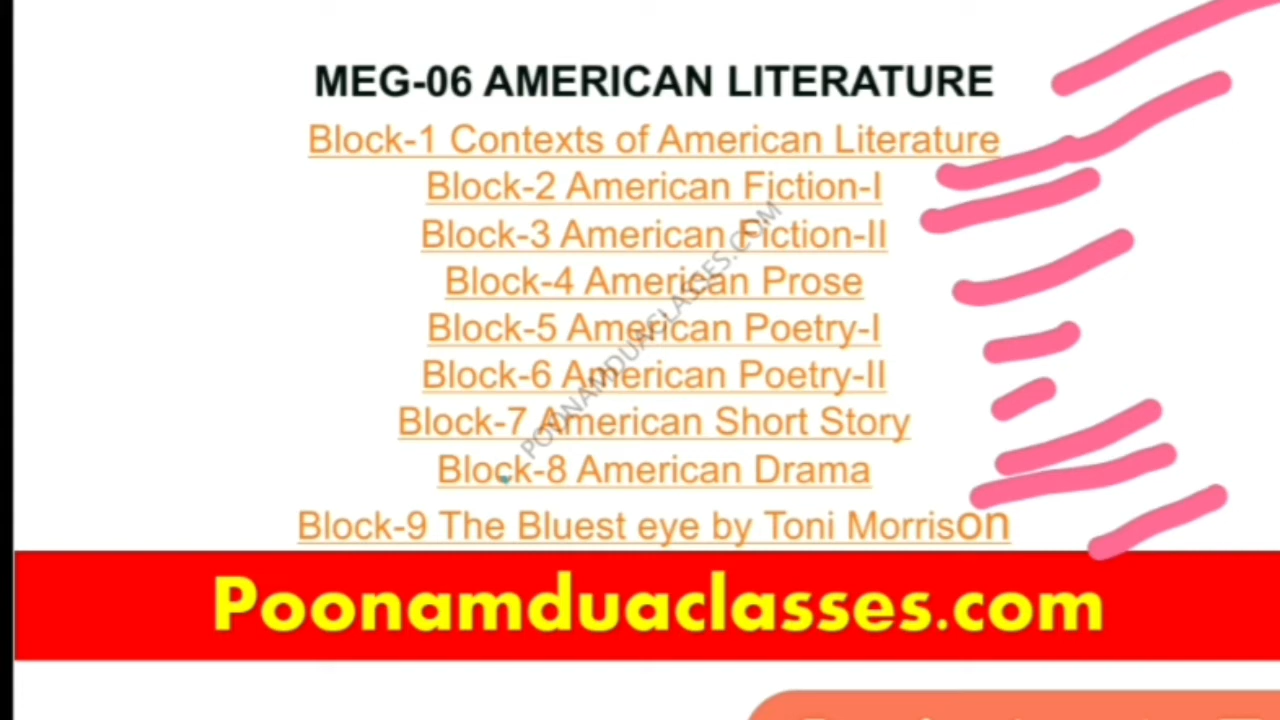 MEG-06 AMERICAN LITERATURE
Block-1 Contexts of American Literature
Block-2 American Fiction-I
Block-3 American Fiction-II
Block-4 American Prose
Block-5 American Poetry-I
Block-6 American Poetry-II
Block-7 American Short Story
Block-8 American Drama
Block-9 The Bluest eye by Toni Morrison
POONAMDUACLASSES.COM
Poonamduaclasses.com